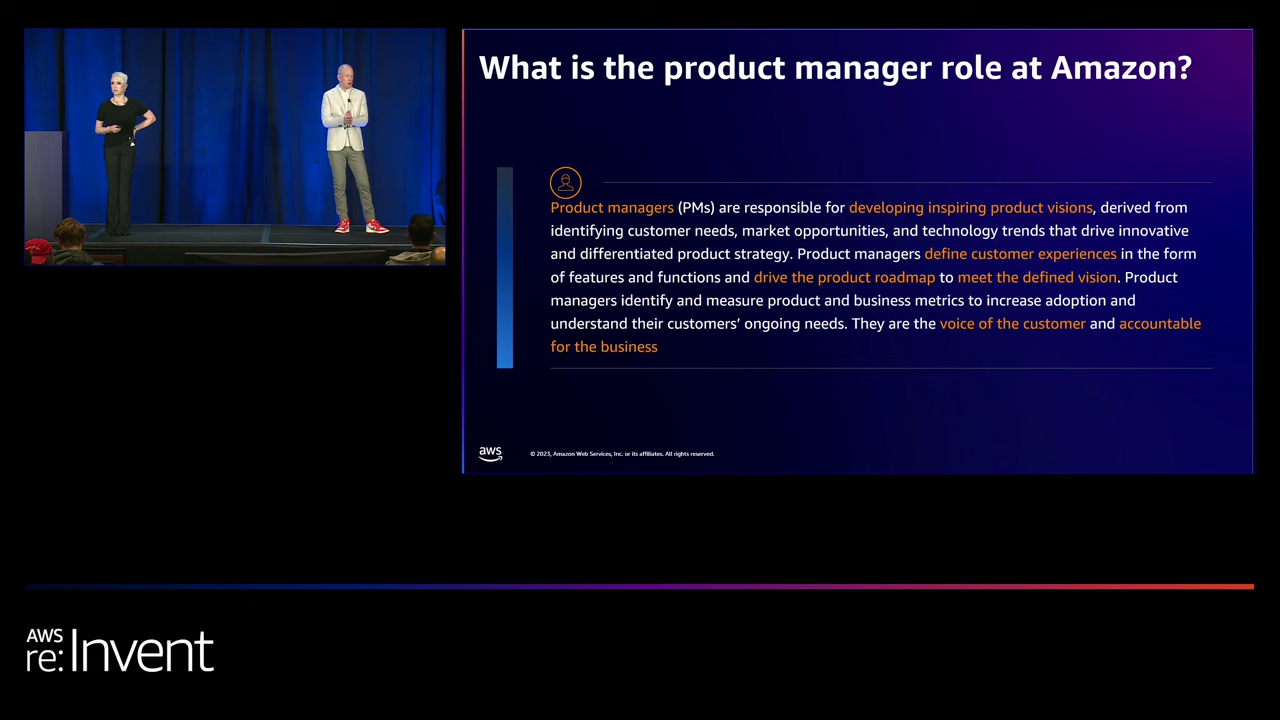 What is the product manager role at Amazon?
Product managers (PMs) are responsible for developing inspiring product visions, derived from
identifying customer needs, market opportunities, and technology trends that drive innovative
and differentiated product strategy. Product managers define customer experiences in the form
of features and functions and drive the product roadmap to meet the defined vision. Product
managers identify and measure product and business metrics to increase adoption and
understand their customers’ ongoing needs. They are the voice of the customer and accountable
for the business
aws
© 2023, Amazon Web Services, Inc. or its affiliates. All rights reserved.
AWS
re:Invent